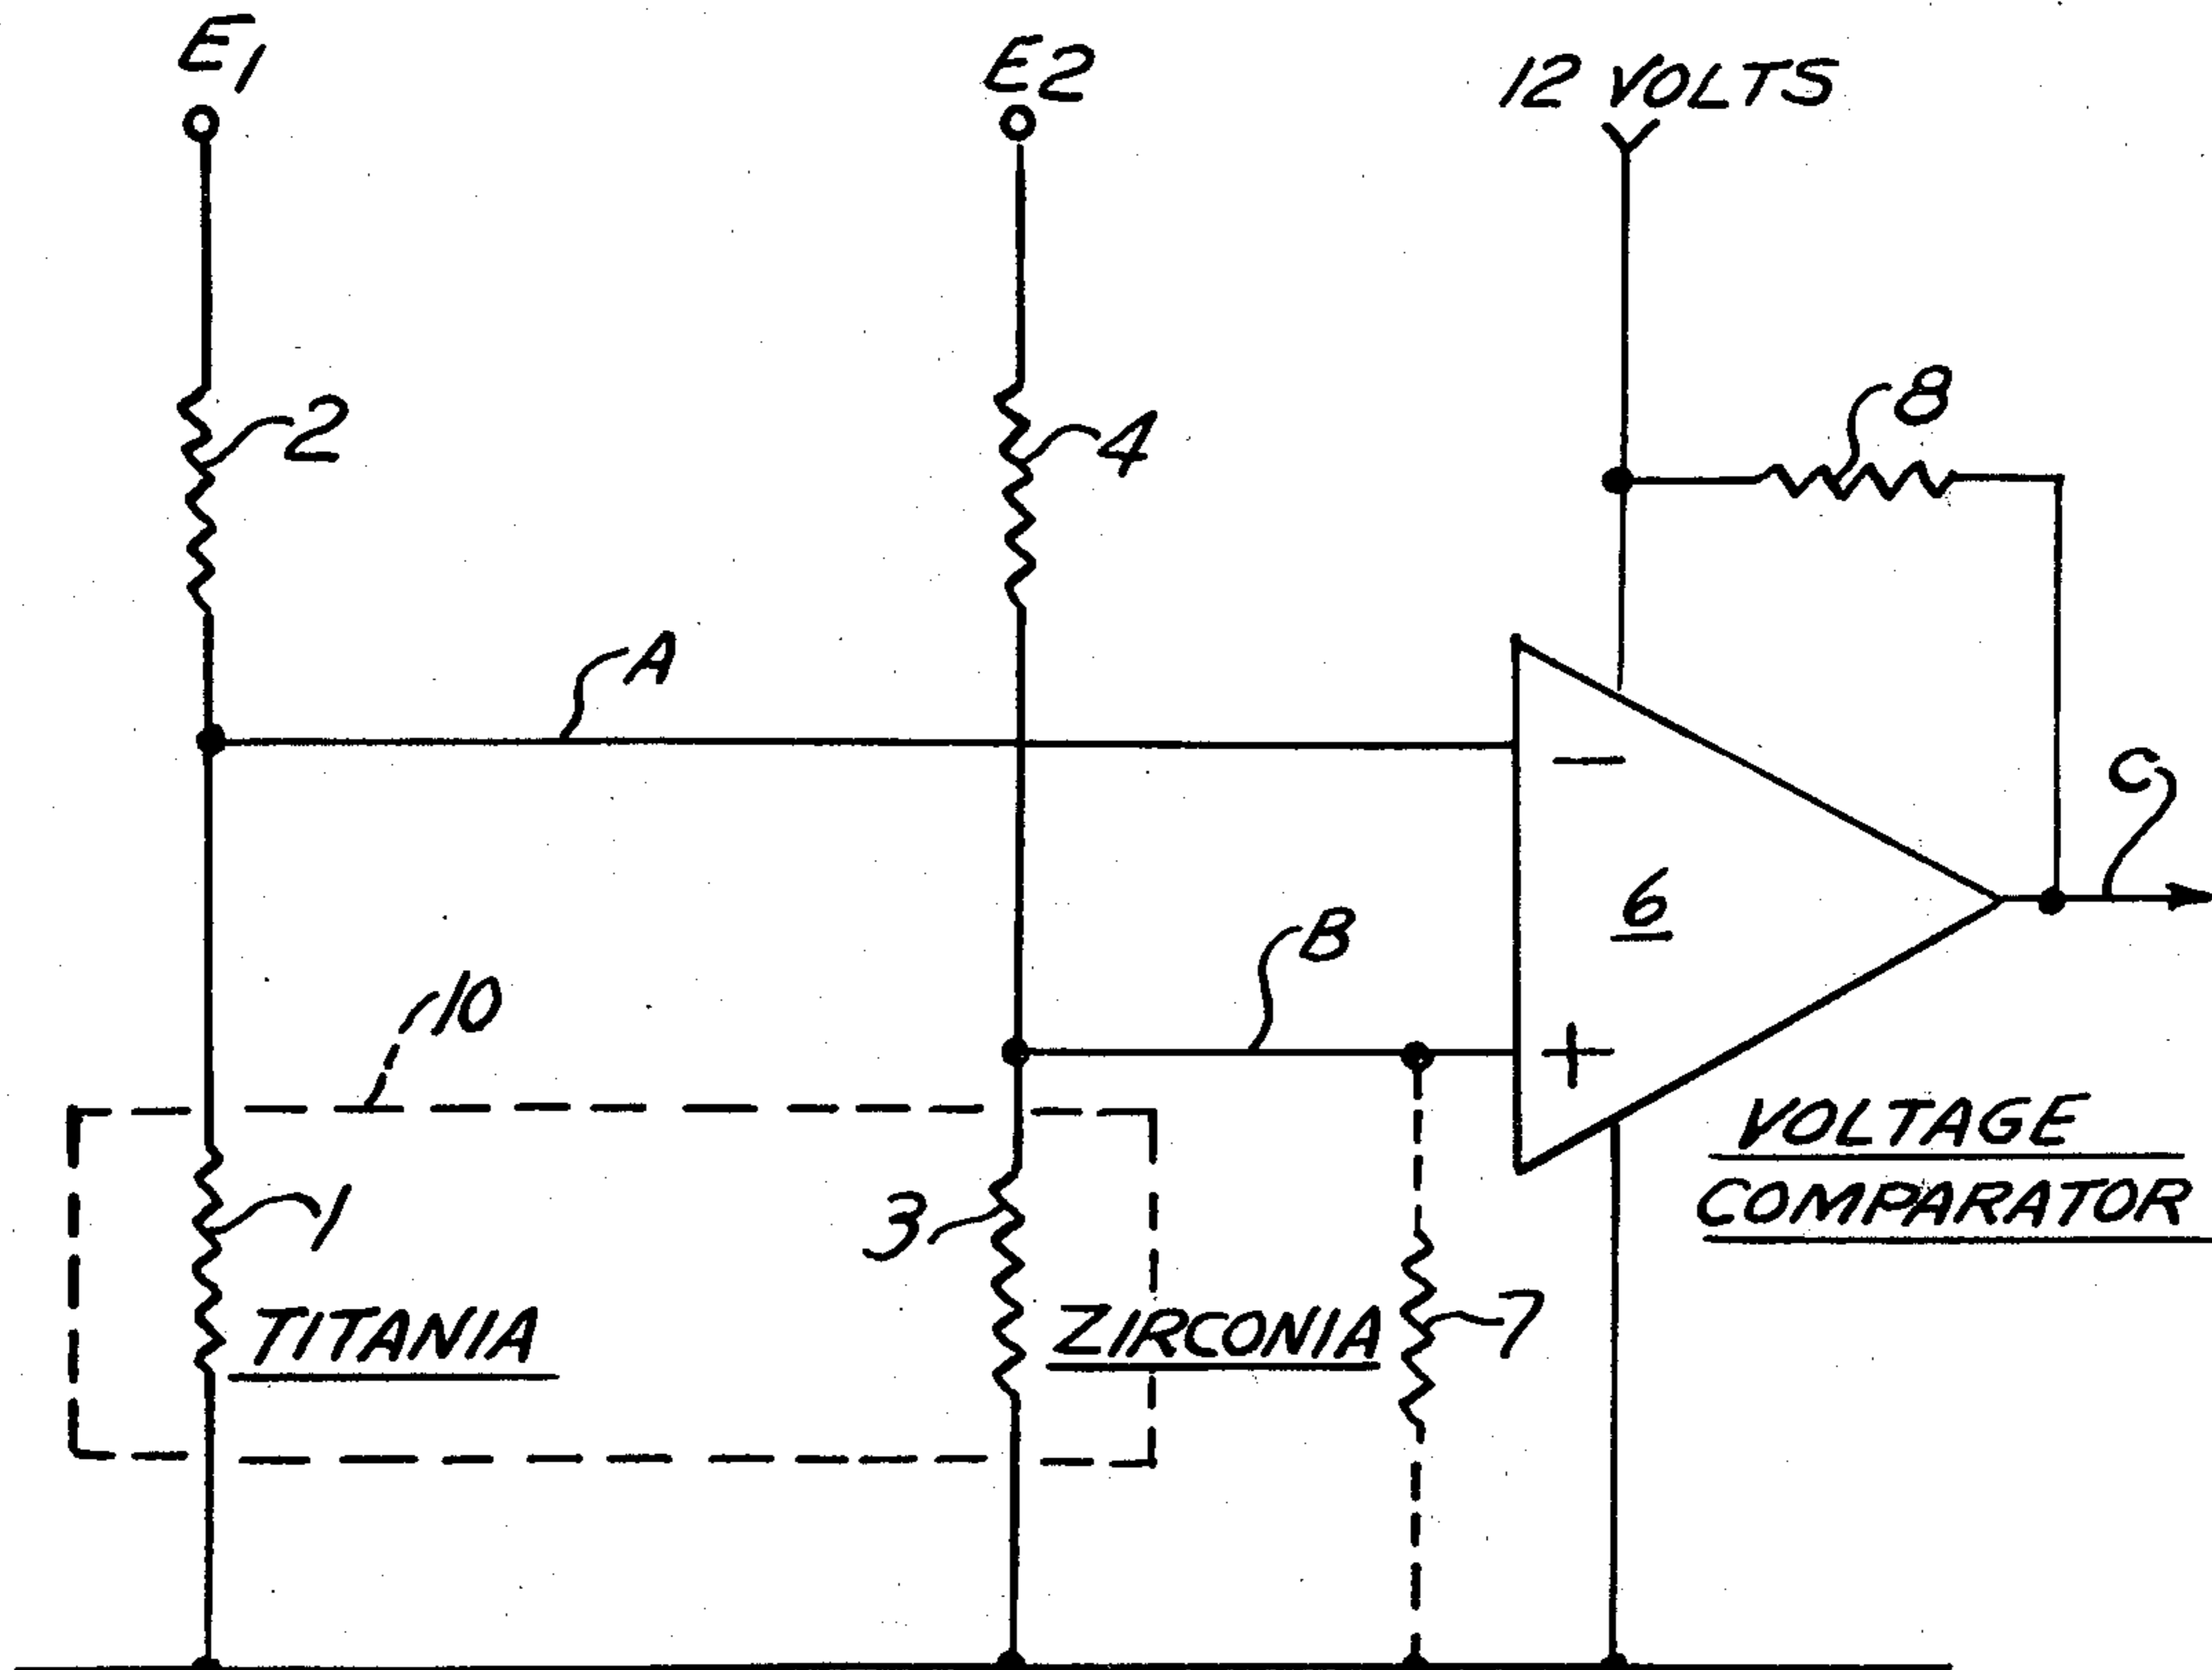 E1
E2
12 VOLTS
2
4
8
A
C
6
B
10
−
+
VOLTAGE
COMPARATOR
1
3
TITANIA
ZIRCONIA
7